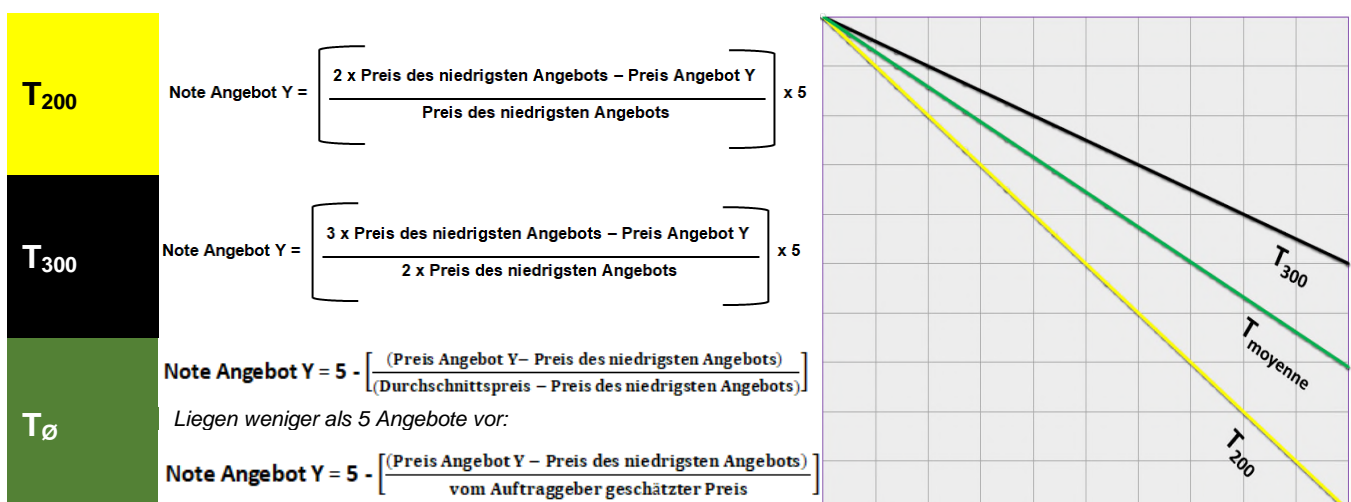 T200
Note Angebot Y =
2 x Preis des niedrigsten Angebots – Preis Angebot Y
Preis des niedrigsten Angebots
x 5
T300
Note Angebot Y =
3 x Preis des niedrigsten Angebots – Preis Angebot Y
2 x Preis des niedrigsten Angebots
x 5
TØ
Note Angebot Y = 5 - [
(Preis Angebot Y– Preis des niedrigsten Angebots)
(Durchschnittspreis – Preis des niedrigsten Angebots)
]
Liegen weniger als 5 Angebote vor:
Note Angebot Y = 5 - [
(Preis Angebot Y – Preis des niedrigsten Angebots)
vom Auftraggeber geschätzter Preis
]
T300
Tmoyenne
T200